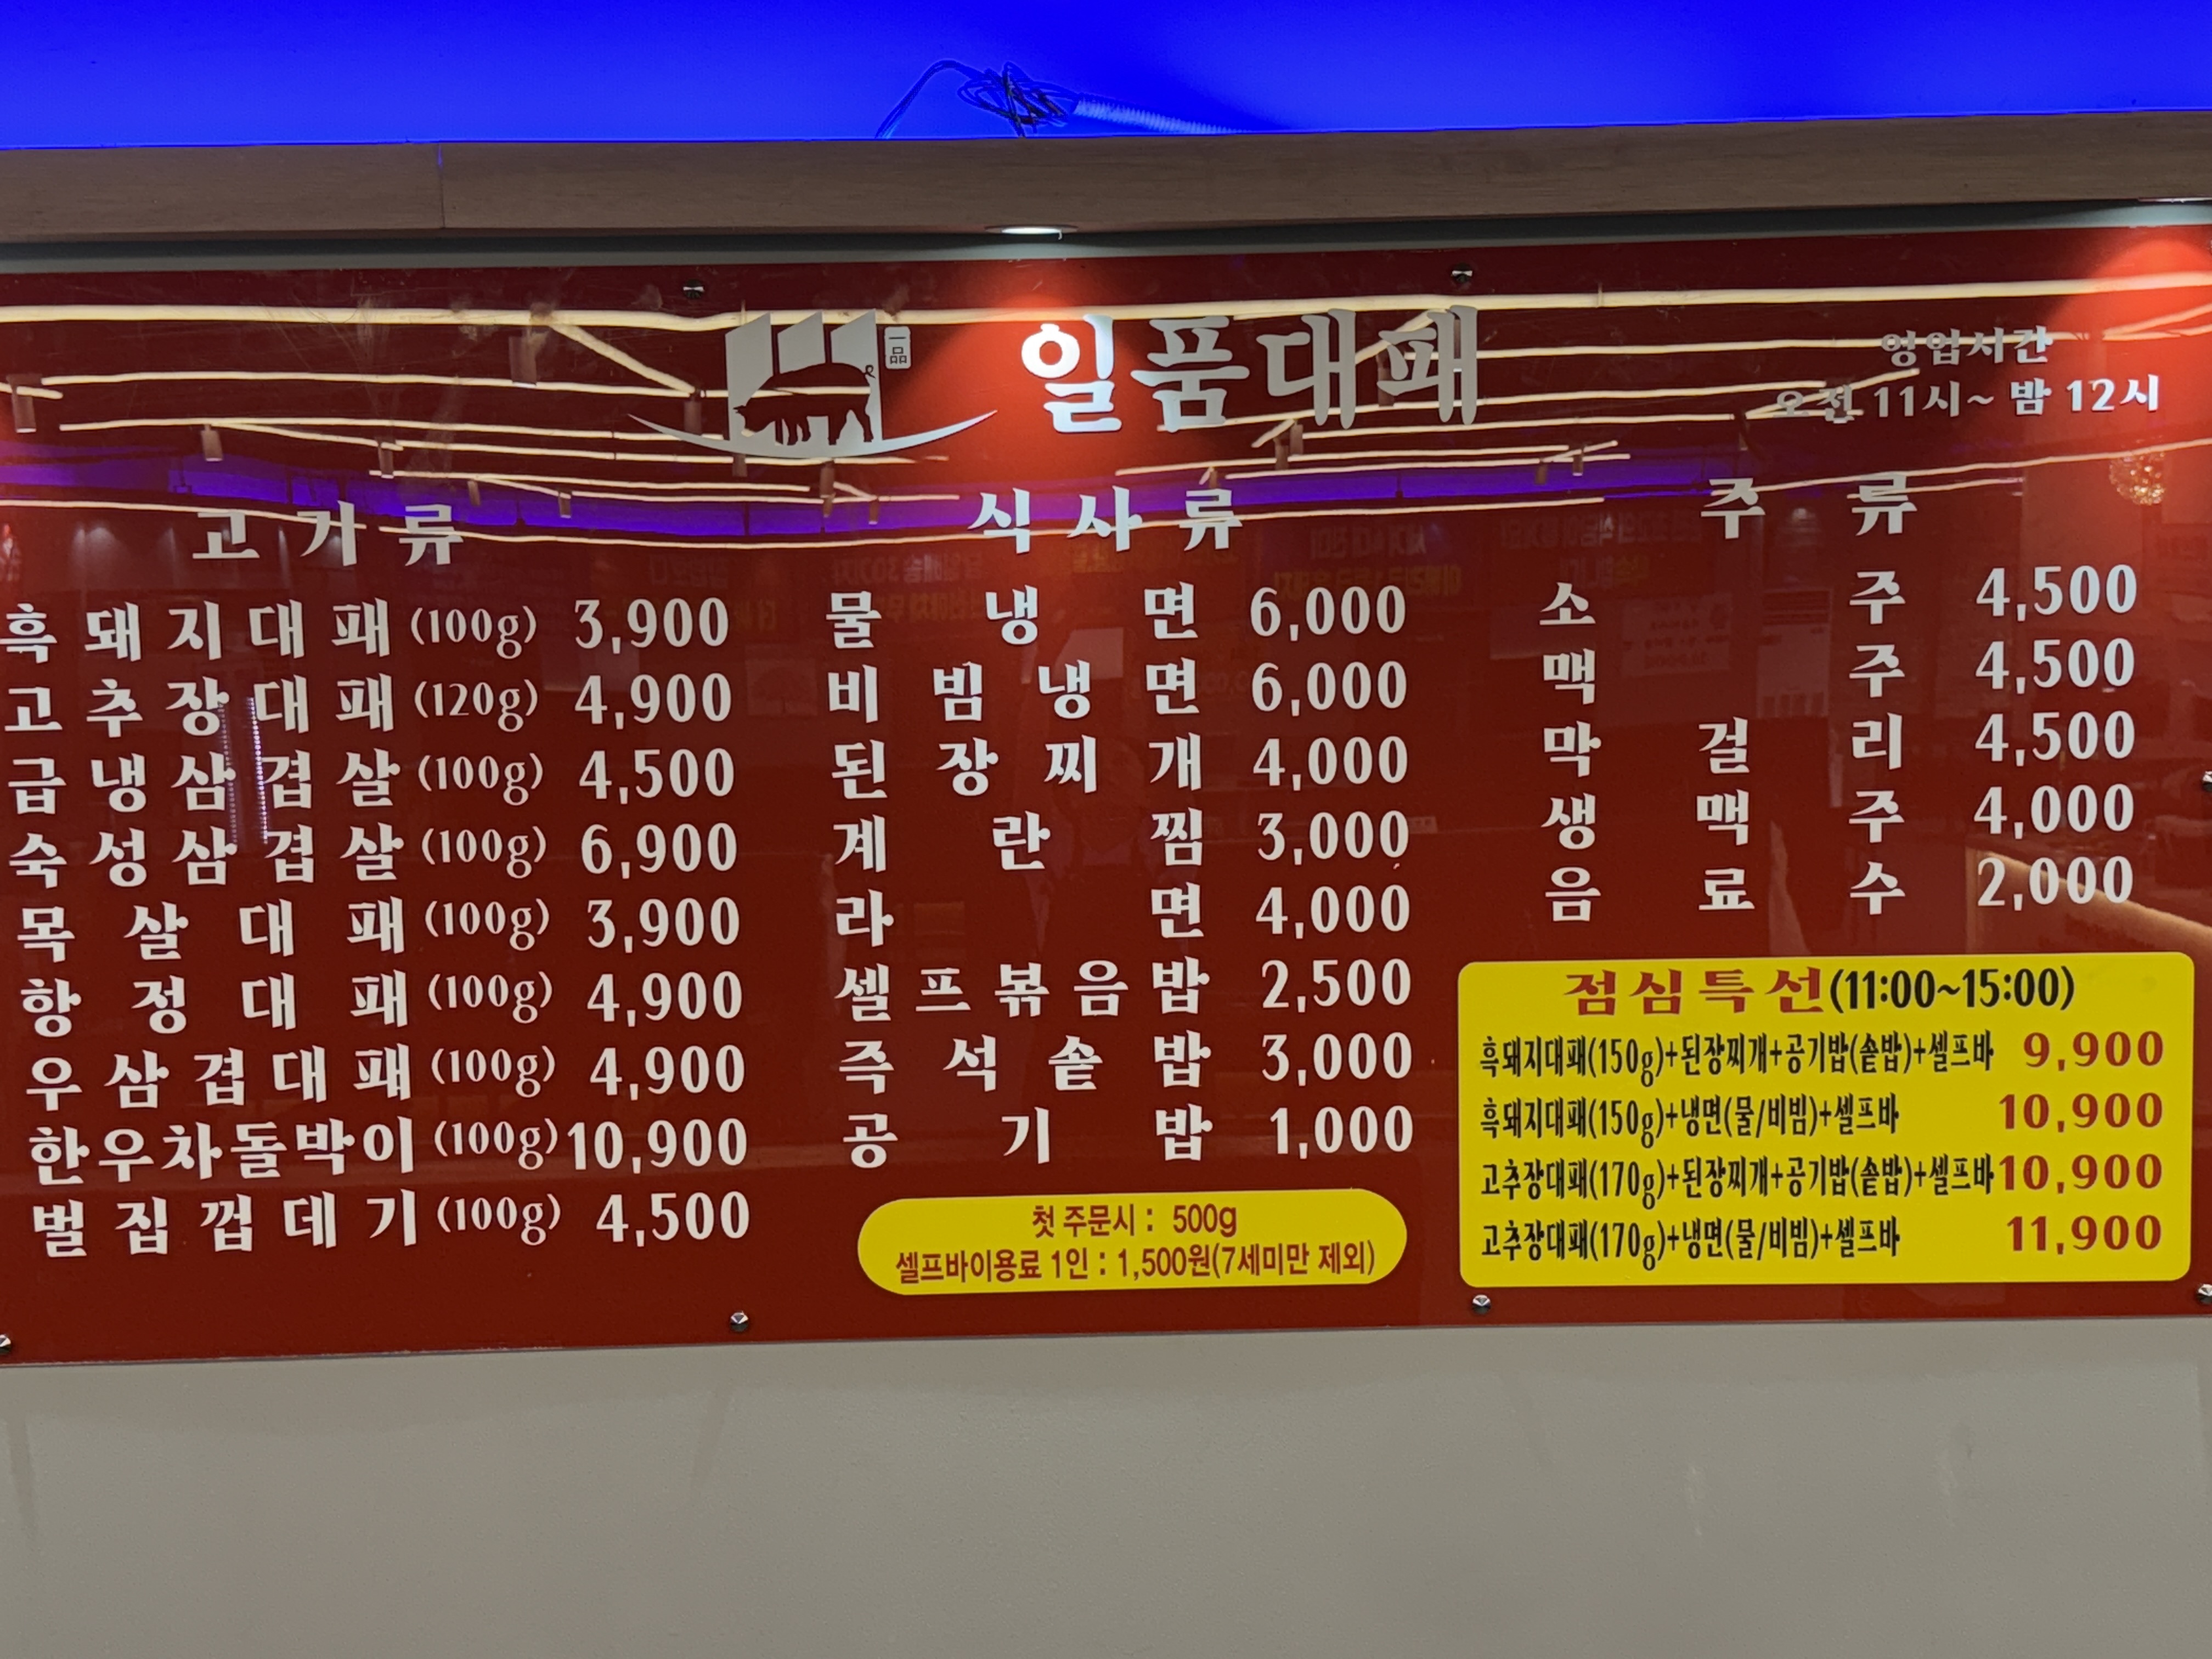 一品
일품대패
영업시간
오전 11시~ 밤 12시
고기류
흑돼지대패(100g) 3,900
고추장대패(120g) 4,900
급냉삼겹살(100g) 4,500
숙성삼겹살(100g) 6,900
목살대패(100g) 3,900
항정대패(100g) 4,900
우삼겹대패(100g) 4,900
한우차돌박이(100g) 10,900
벌집껍데기(100g) 4,500
식사류
물냉면 6,000
비빔냉면 6,000
된장찌개 4,000
계란찜 3,000
라면 4,000
셀프볶음밥 2,500
즉석솥밥 3,000
공기밥 1,000
첫 주문시 : 500g
셀프바이용료 1인 : 1,500원(7세미만 제외)
주류
소주 4,500
맥주 4,500
막걸리 4,500
생맥주 4,000
음료수 2,000
점심특선(11:00~15:00)
흑돼지대패(150g)+된장찌개+공기밥(솥밥)+셀프바 9,900
흑돼지대패(150g)+냉면(물/비빔)+셀프바 10,900
고추장대패(170g)+된장찌개+공기밥(솥밥)+셀프바 10,900
고추장대패(170g)+냉면(물/비빔)+셀프바 11,900